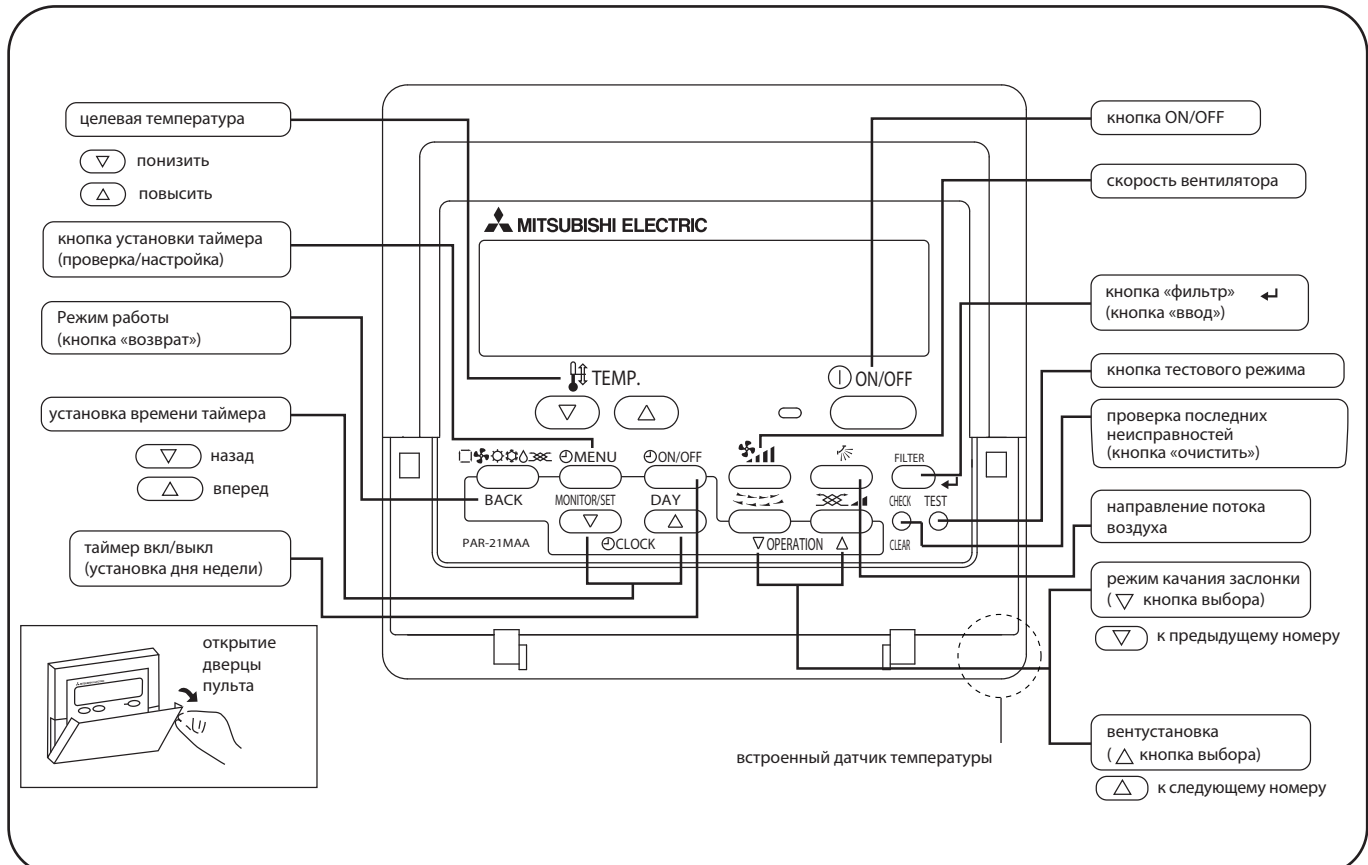 целевая температура
▽ понизить
△ повысить
кнопка установки таймера
(проверка/настройка)
Режим работы
(кнопка «возврат»)
установка времени таймера
▽ назад
△ вперед
таймер вкл/выкл
(установка дня недели)
открытие
дверцы
пульта
MITSUBISHI ELECTRIC
TEMP.
ON/OFF
▽ △
MENU
ON/OFF
FILTER
BACK
MONITOR/SET
DAY
CHECK
TEST
▽ △
PAR-21MAA
CLOCK
▽ OPERATION △
CLEAR
встроенный датчик температуры
кнопка ON/OFF
скорость вентилятора
кнопка «фильтр» ↵
(кнопка «ввод»)
кнопка тестового режима
проверка последних
неисправностей
(кнопка «очистить»)
направление потока
воздуха
режим качания заслонки
( ▽ кнопка выбора)
▽ к предыдущему номеру
вентустановка
( △ кнопка выбора)
△ к следующему номеру